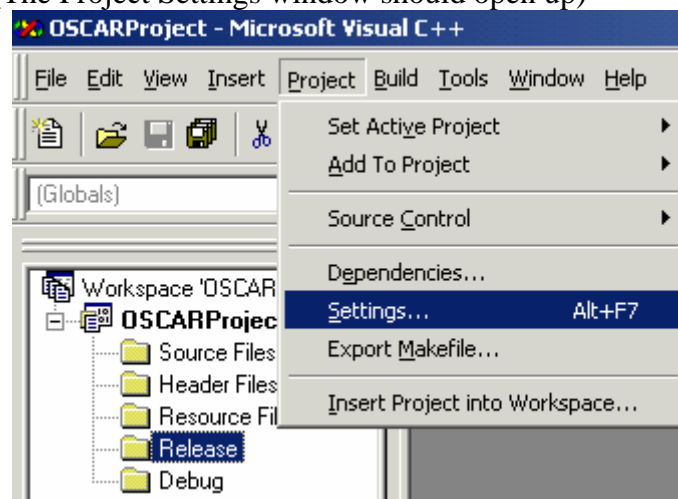 (The Project Settings window should open up)
OSCARProject - Microsoft Visual C++
File Edit View Insert Project Build Tools Window Help
Set Active Project
Add To Project
(Globals)
Source Control
Workspace 'OSCAR
Dependencies...
OSCARProjec
Settings... Alt+F7
Source Files
Export Makefile...
Header Files
Insert Project into Workspace...
Resource Fil
Release
Debug